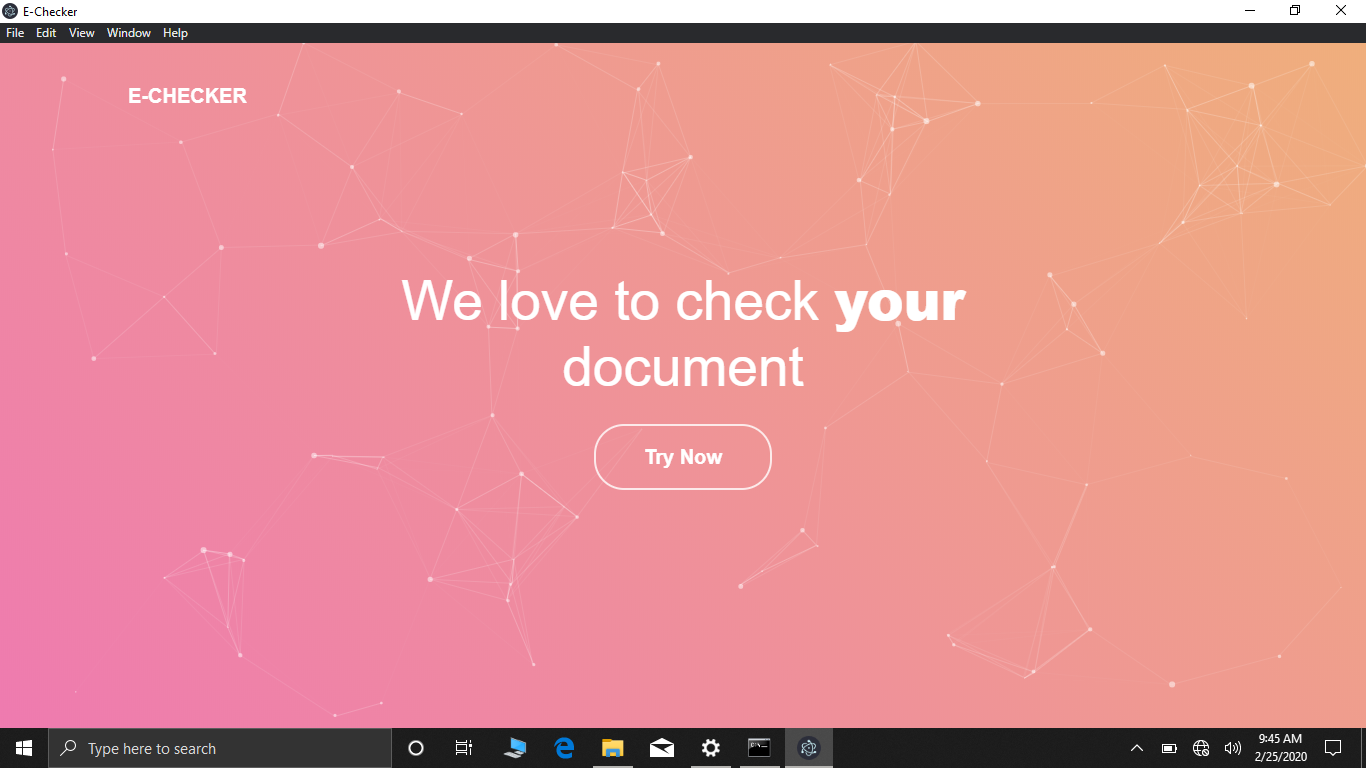 E-Checker
File Edit View Window Help
E-CHECKER
We love to check your
document
Try Now
Type here to search
9:45 AM
2/25/2020